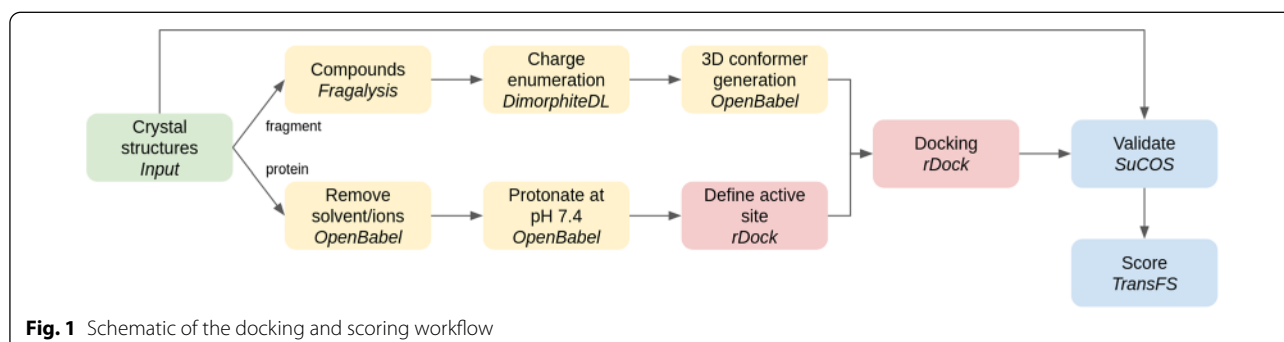 Compounds
Fragalysis
Charge
enumeration
DimorphiteDL
3D conformer
generation
OpenBabel
fragment
Crystal
structures
Input
protein
Docking
rDock
Validate
SuCOS
Remove
solvent/ions
OpenBabel
Protonate at
pH 7.4
OpenBabel
Define active
site
rDock
Score
TransFS
Fig. 1 Schematic of the docking and scoring workflow